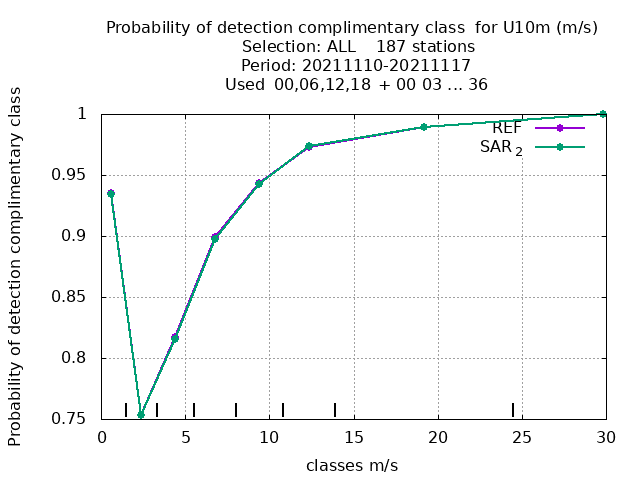 Probability of detection complimentary class for U10m (m/s)
Selection: ALL 187 stations
Period: 20211110-20211117
Used 00,06,12,18 + 00 03 ... 36
Probability of detection complimentary class
1
0.95
0.9
0.85
0.8
0.75
REF
SAR 2
0 5 10 15 20 25 30
classes m/s